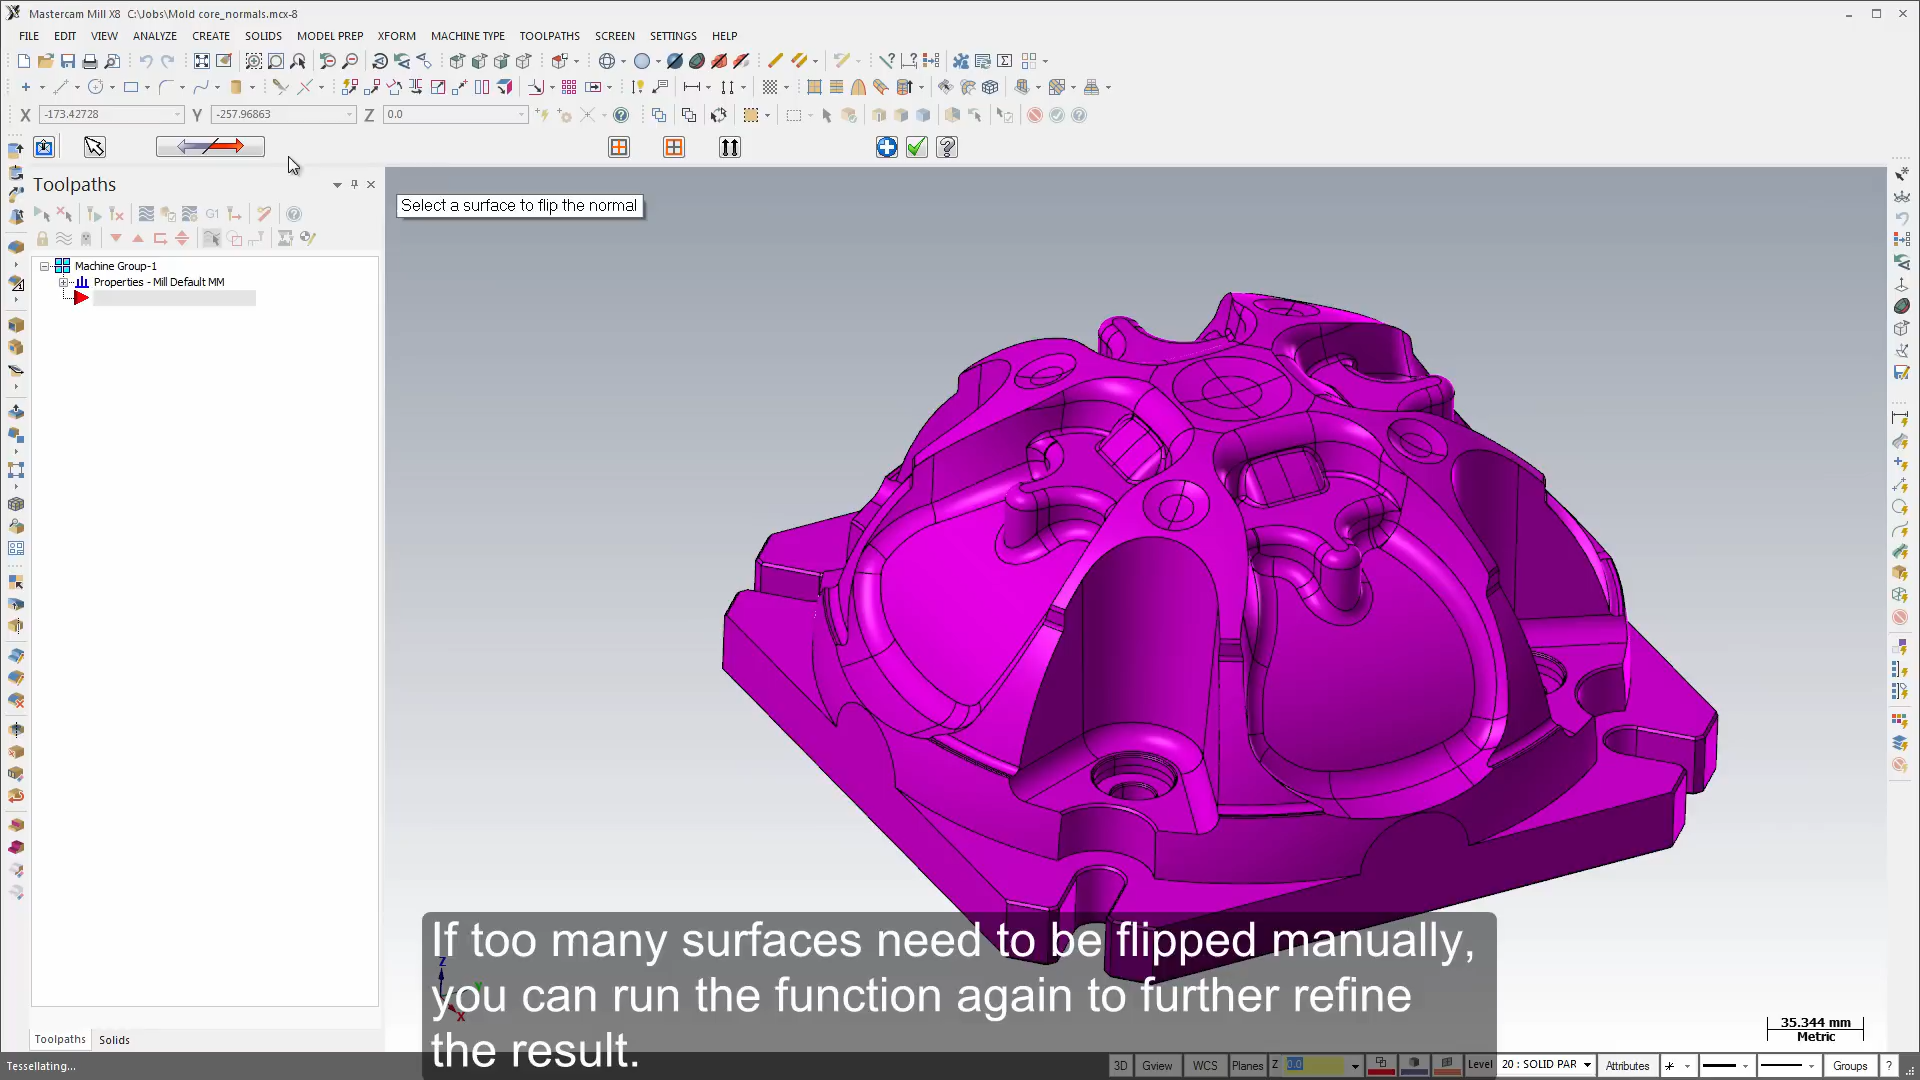 Mastercam Mill X8 C:\Jobs\Mold core_normals.mcx-8
FILE EDIT VIEW ANALYZE CREATE SOLIDS MODEL PREP XFORM MACHINE TYPE TOOLPATHS SCREEN SETTINGS HELP
X -173.42728 Y -257.96863 Z 0.0
Toolpaths
G1
Select a surface to flip the normal
Machine Group-1
Properties - Mill Default MM
If too many surfaces need to be flipped manually,
you can run the function again to further refine
the result.
Z
X
35.344 mm
Metric
Toolpaths Solids
Tessellating...
3D Gview WCS Planes Z 0.0 Level 20 : SOLID PAR Attributes Groups ?